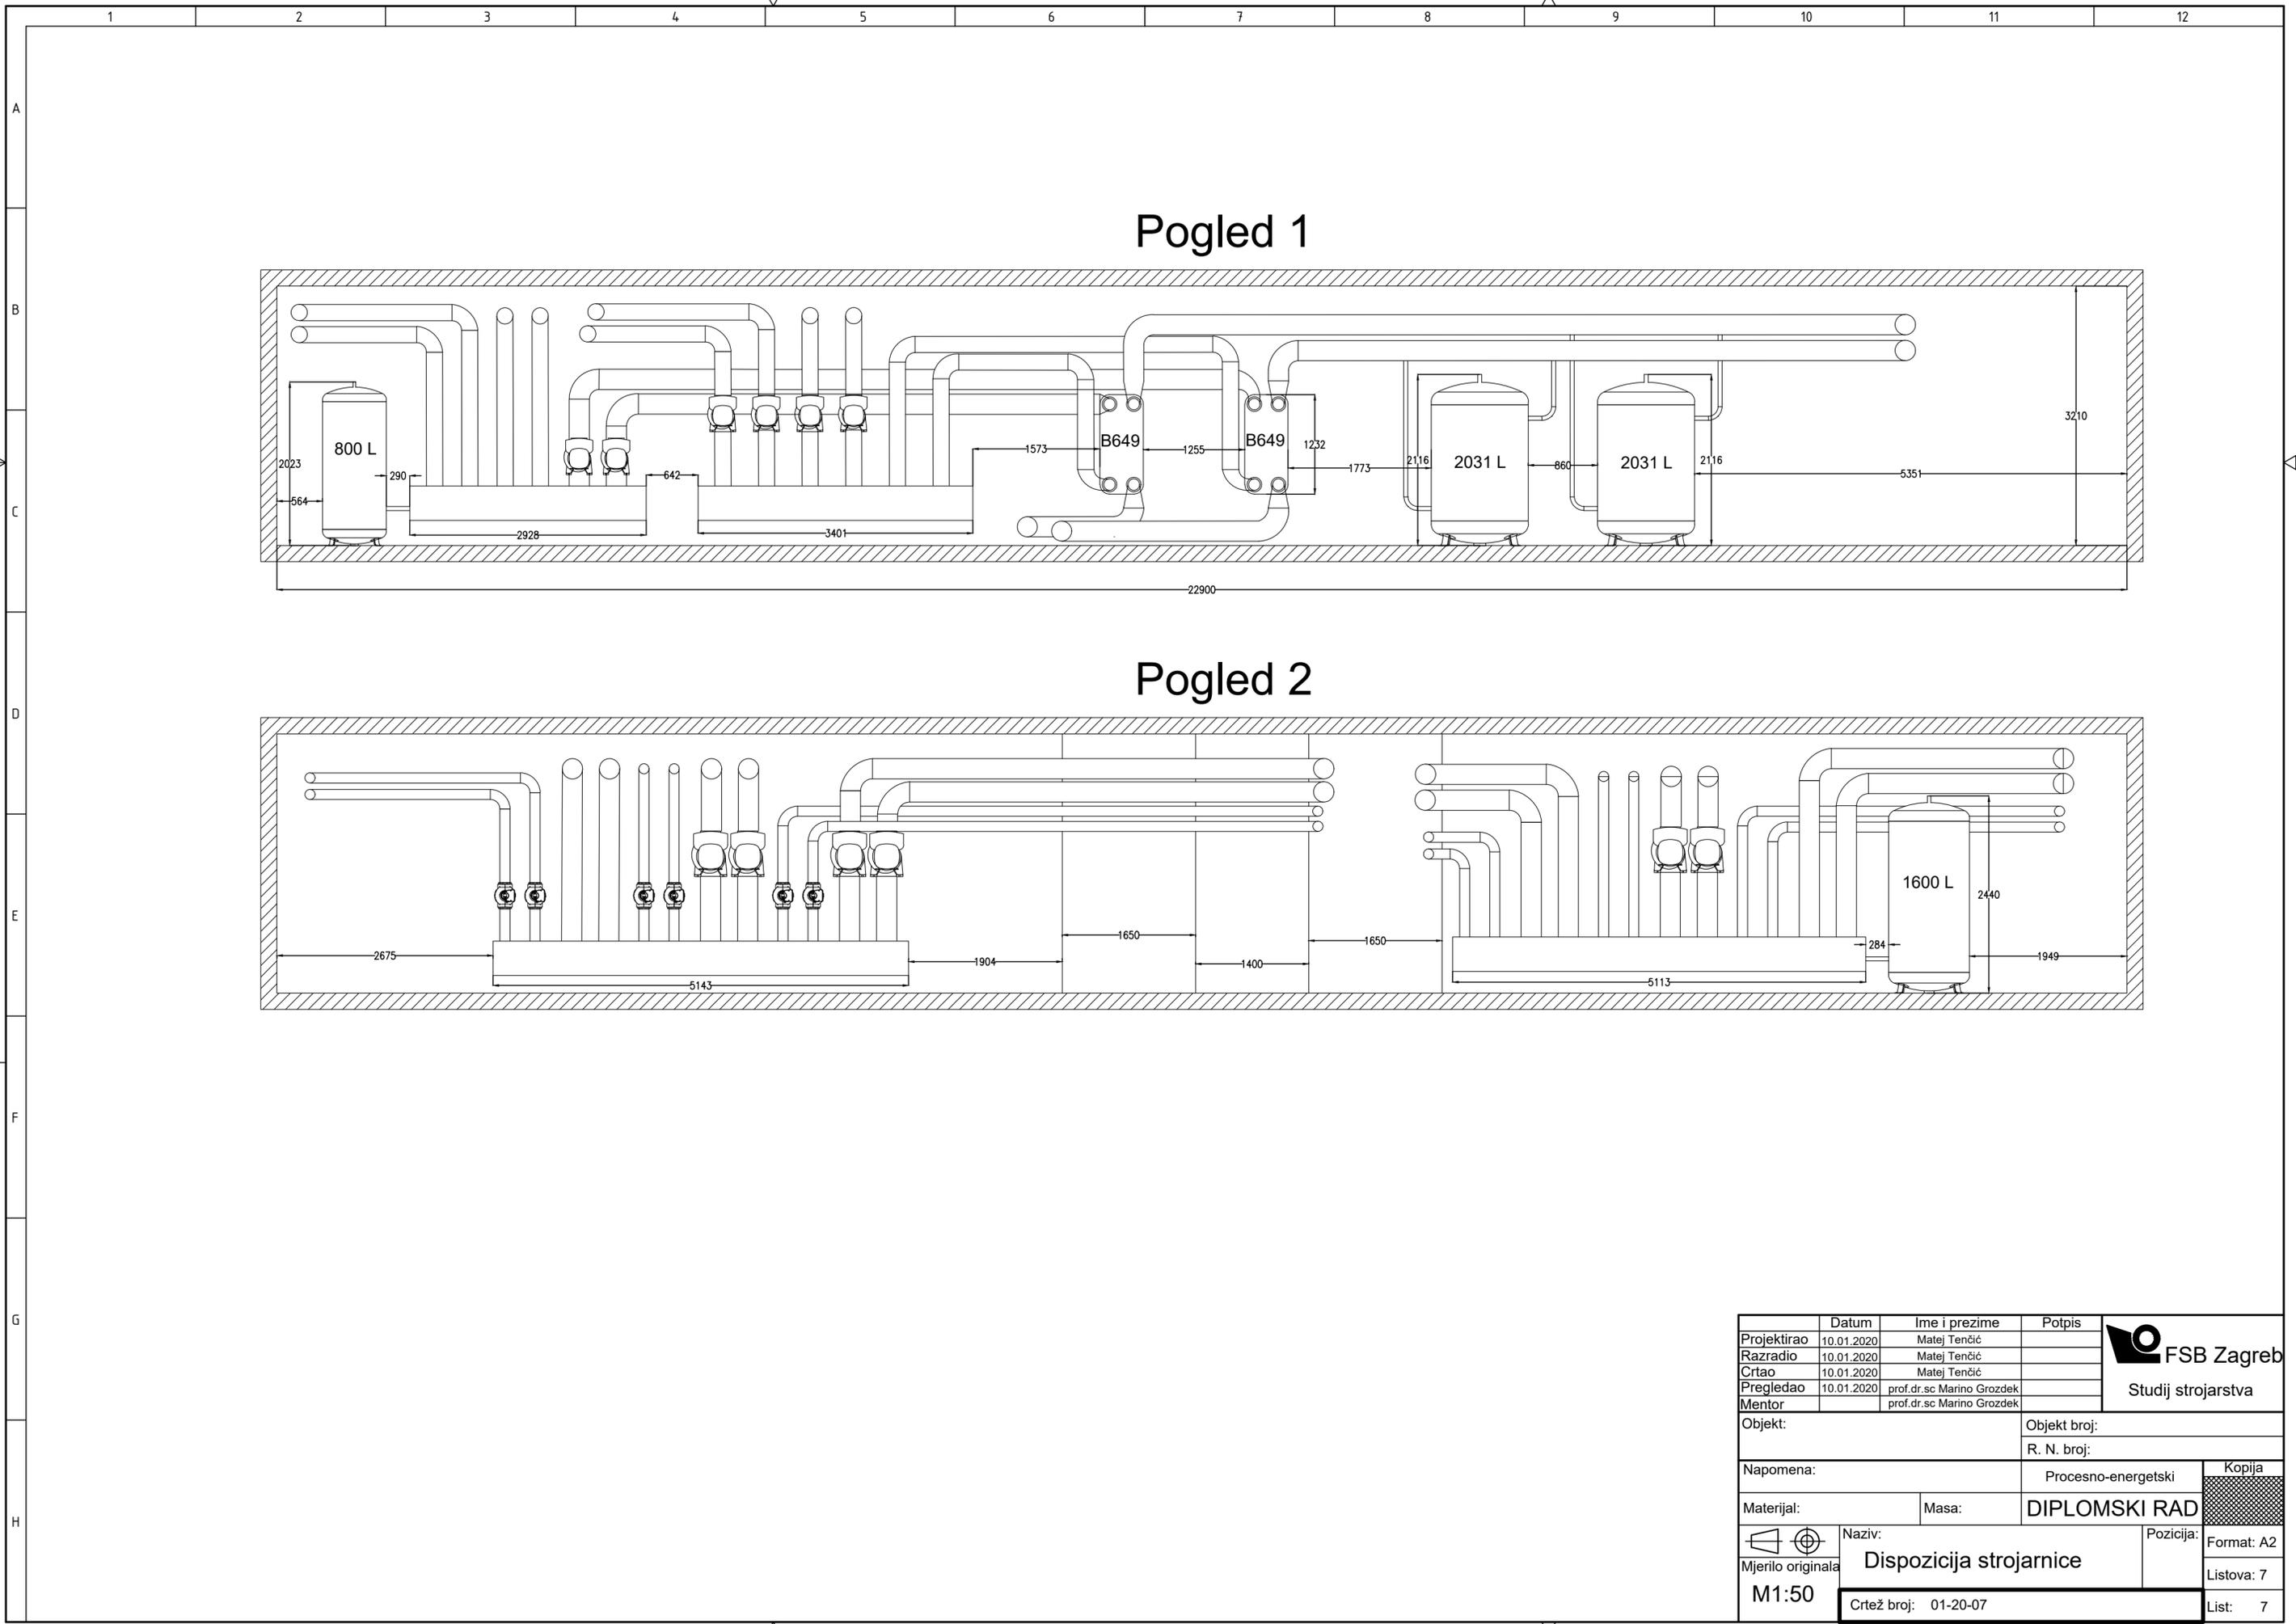 1 2 3 4 5 6 7 8 9 10 11 12
A
B
C
D
E
F
G
H
Pogled 1
800 L
2023
290
564
2928
642
3401
1573
B649
1255
B649
1232
1773
2116
2031 L
860
2031 L
2116
5351
3210
22900
Pogled 2
2675
5143
1904
1650
1400
1650
5113
284
1600 L
2440
1949
Datum Ime i prezime Potpis
Projektirao 10.01.2020 Matej Tenčić
Razradio 10.01.2020 Matej Tenčić
Crtao 10.01.2020 Matej Tenčić
Pregledao 10.01.2020 prof.dr.sc Marino Grozdek
Mentor prof.dr.sc Marino Grozdek
FSB Zagreb
Studij strojarstva
Objekt:
Objekt broj:
R. N. broj:
Napomena:
Procesno-energetski
Kopija
Materijal:
Masa:
DIPLOMSKI RAD
Naziv:
Dispozicija strojarnice
Pozicija:
Format: A2
Mjerilo originala
M1:50
Listova: 7
Crtež broj: 01-20-07
List: 7